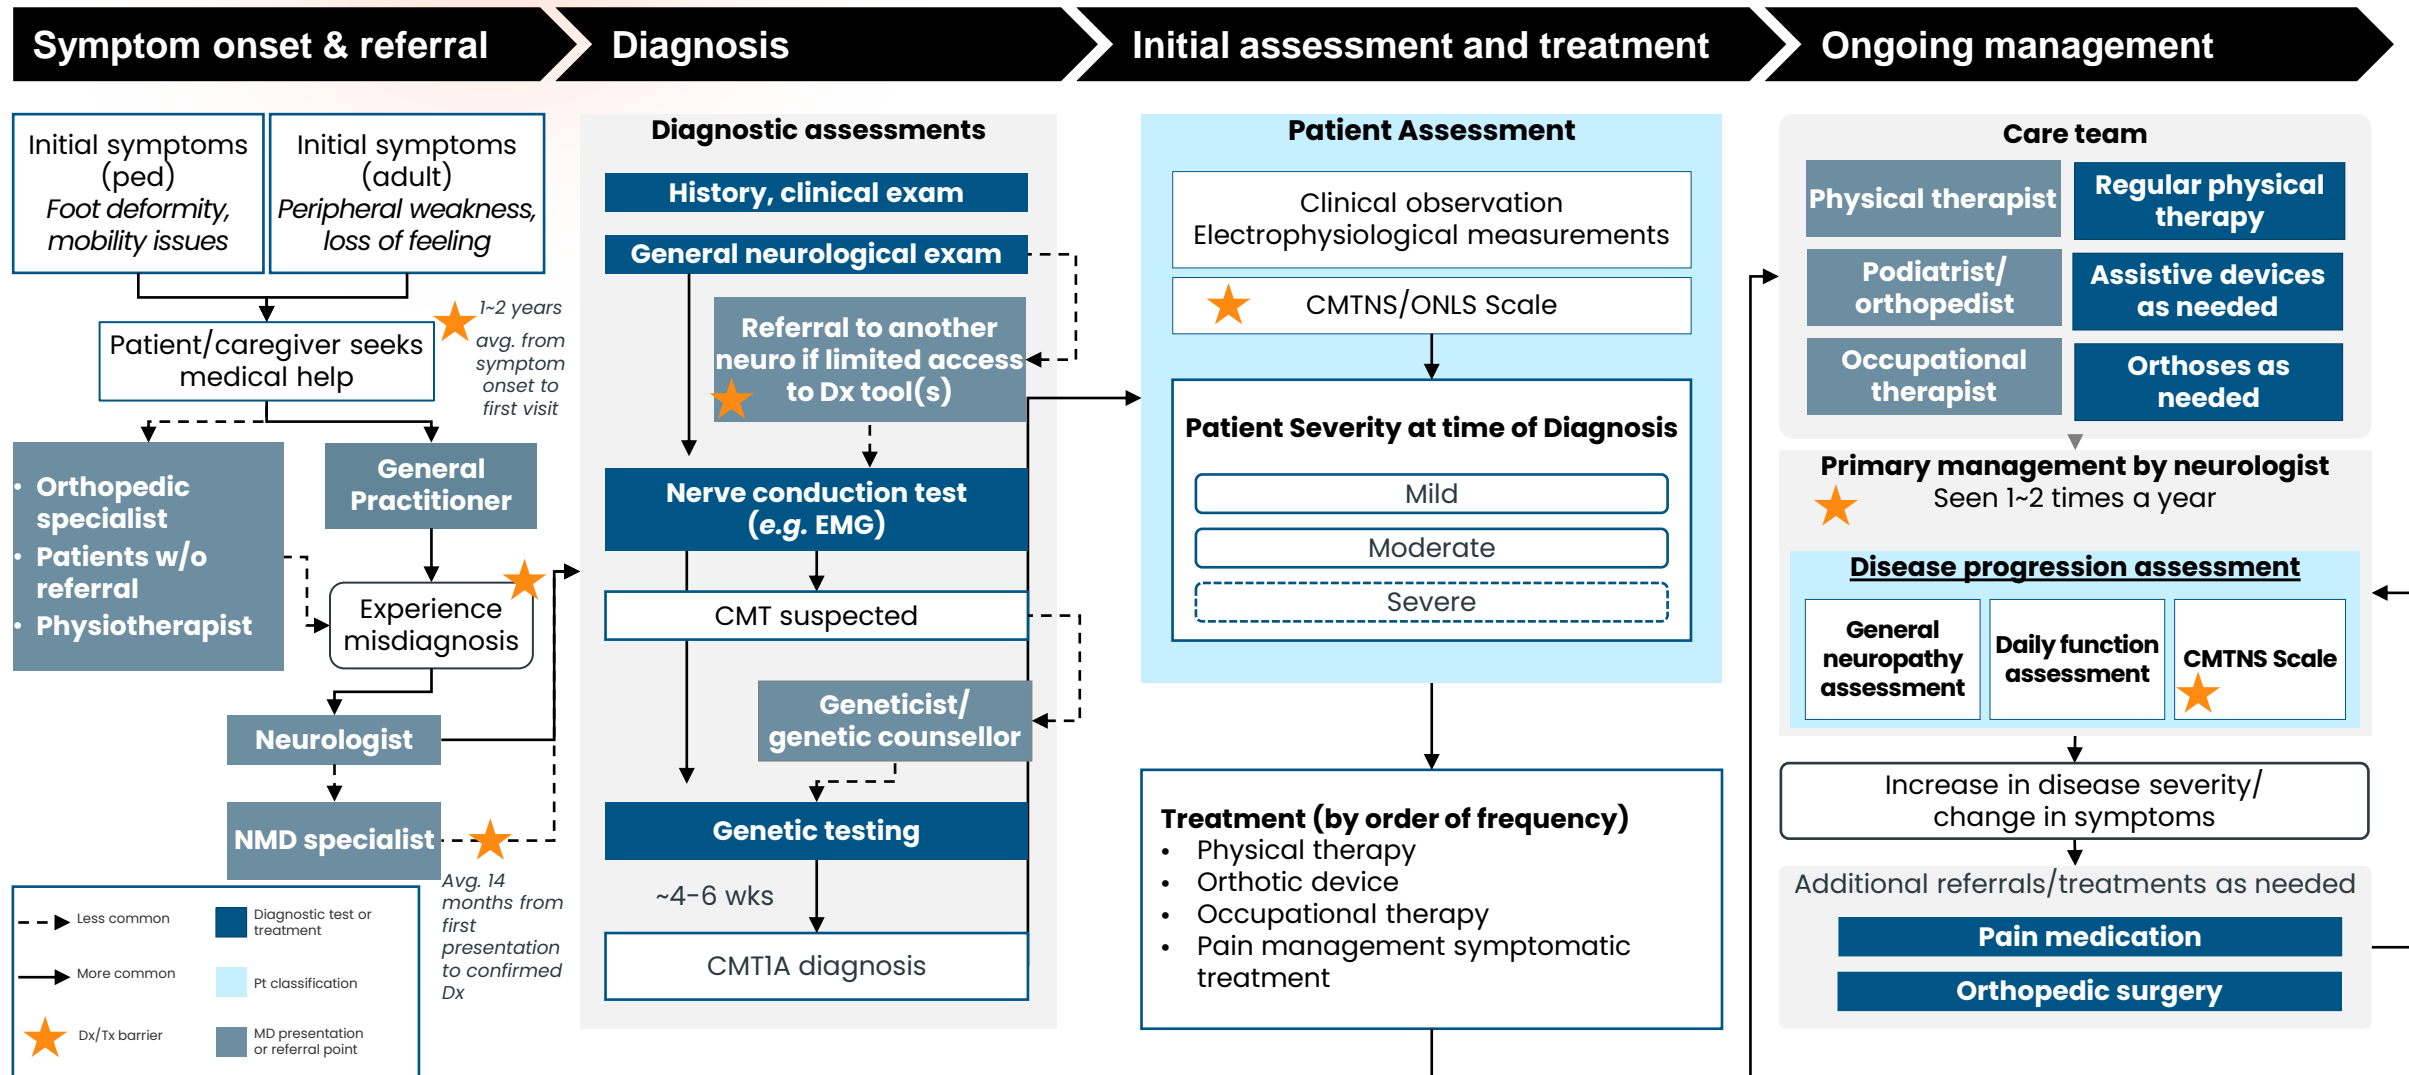 Symptom onset & referral
Diagnosis
Initial assessment and treatment
Ongoing management
Initial symptoms
(ped)
Foot deformity,
mobility issues
Initial symptoms
(adult)
Peripheral weakness,
loss of feeling
1~2 years
avg. from
symptom
onset to
first visit
Patient/caregiver seeks
medical help
• Orthopedic
specialist
• Patients w/o
referral
• Physiotherapist
General
Practitioner
Experience
misdiagnosis
Neurologist
NMD specialist
Avg. 14
months from
first
presentation
to confirmed
Dx
Less common
More common
Dx/Tx barrier
Diagnostic test or
treatment
Pt classification
MD presentation
or referral point
Diagnostic assessments
History, clinical exam
General neurological exam
Referral to another
neuro if limited access
to Dx tool(s)
Nerve conduction test
(e.g. EMG)
CMT suspected
Geneticist/
genetic counsellor
Genetic testing
~4-6 wks
CMT1A diagnosis
Patient Assessment
Clinical observation
Electrophysiological measurements
CMTNS/ONLS Scale
Patient Severity at time of Diagnosis
Mild
Moderate
Severe
Treatment (by order of frequency)
• Physical therapy
• Orthotic device
• Occupational therapy
• Pain management symptomatic
treatment
Care team
Physical therapist
Regular physical
therapy
Podiatrist/
orthopedist
Assistive devices
as needed
Occupational
therapist
Orthoses as
needed
Primary management by neurologist
Seen 1~2 times a year
Disease progression assessment
General
neuropathy
assessment
Daily function
assessment
CMTNS Scale
Increase in disease severity/
change in symptoms
Additional referrals/treatments as needed
Pain medication
Orthopedic surgery